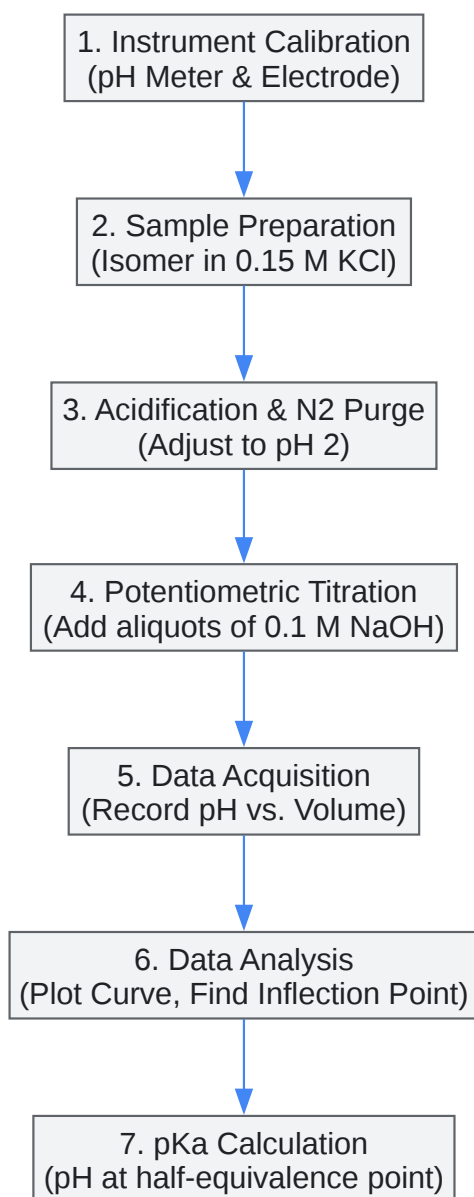 1. Instrument Calibration
(pH Meter & Electrode)
2. Sample Preparation
(Isomer in 0.15 M KCl)
3. Acidification & N2 Purge
(Adjust to pH 2)
4. Potentiometric Titration
(Add aliquots of 0.1 M NaOH)
5. Data Acquisition
(Record pH vs. Volume)
6. Data Analysis
(Plot Curve, Find Inflection Point)
7. pKa Calculation
(pH at half-equivalence point)